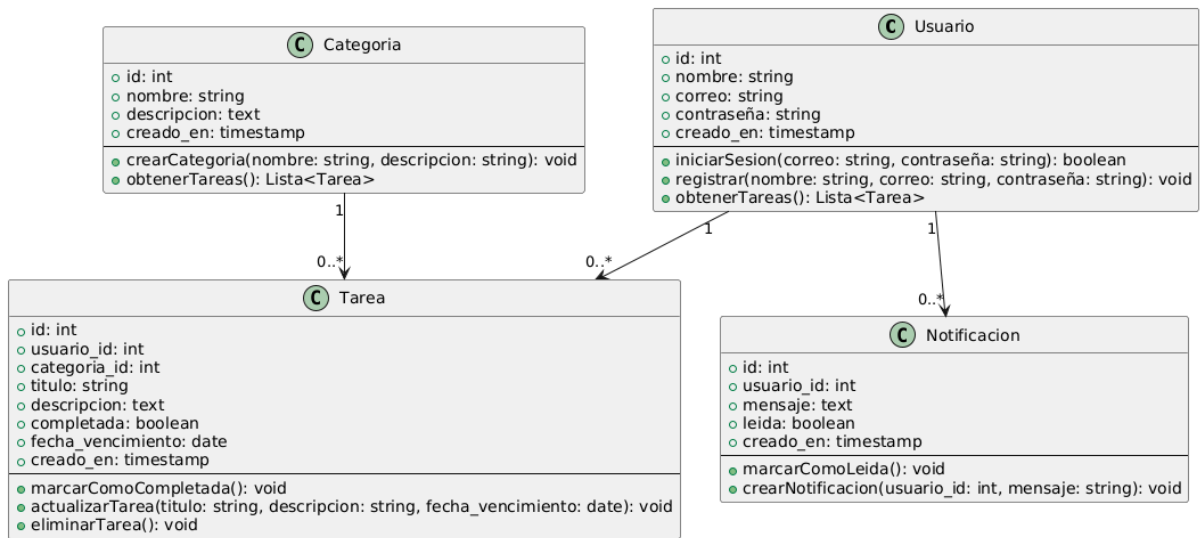 C Categoria
id: int
nombre: string
descripcion: text
creado_en: timestamp
crearCategoria(nombre: string, descripcion: string): void
obtenerTareas(): Lista<Tarea>
C Usuario
id: int
nombre: string
correo: string
contraseña: string
creado_en: timestamp
iniciarSesion(correo: string, contraseña: string): boolean
registrar(nombre: string, correo: string, contraseña: string): void
obtenerTareas(): Lista<Tarea>
1
0..*
1
0..*
1
0..*
C Tarea
id: int
usuario_id: int
categoria_id: int
titulo: string
descripcion: text
completada: boolean
fecha_vencimiento: date
creado_en: timestamp
marcarComoCompletada(): void
actualizarTarea(titulo: string, descripcion: string, fecha_vencimiento: date): void
eliminarTarea(): void
C Notificacion
id: int
usuario_id: int
mensaje: text
leida: boolean
creado_en: timestamp
marcarComoLeida(): void
crearNotificacion(usuario_id: int, mensaje: string): void